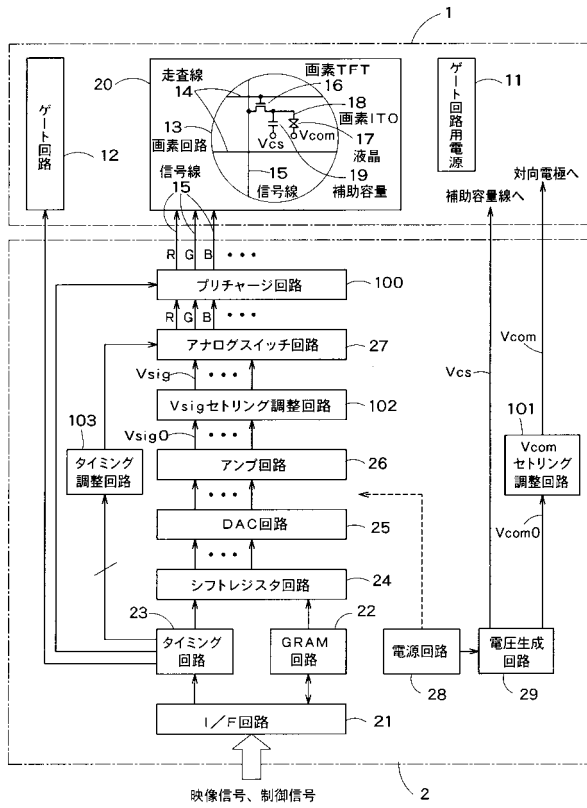 1
20
走査線
14
画素TFT
16
18
画素ITO
13
画素回路
Vcs
Vcom
17
液晶
19
補助容量
15
信号線
ゲート回路
12
ゲート回路用電源
11
信号線
15
対向電極へ
補助容量線へ
R G B ・・・
プリチャージ回路
100
R G B ・・・
アナログスイッチ回路
27
Vsig
・・・
Vcs
Vcom
Vsigセトリング調整回路
102
103
タイミング
調整回路
Vsig0
・・・
101
Vcom
セトリング
調整回路
アンプ回路
26
・・・
Vcom0
DAC回路
25
・・・
シフトレジスタ回路
24
23
タイミング
回路
22
GRAM
回路
電源回路
28
電圧生成
回路
29
I/F回路
21
映像信号、制御信号
2